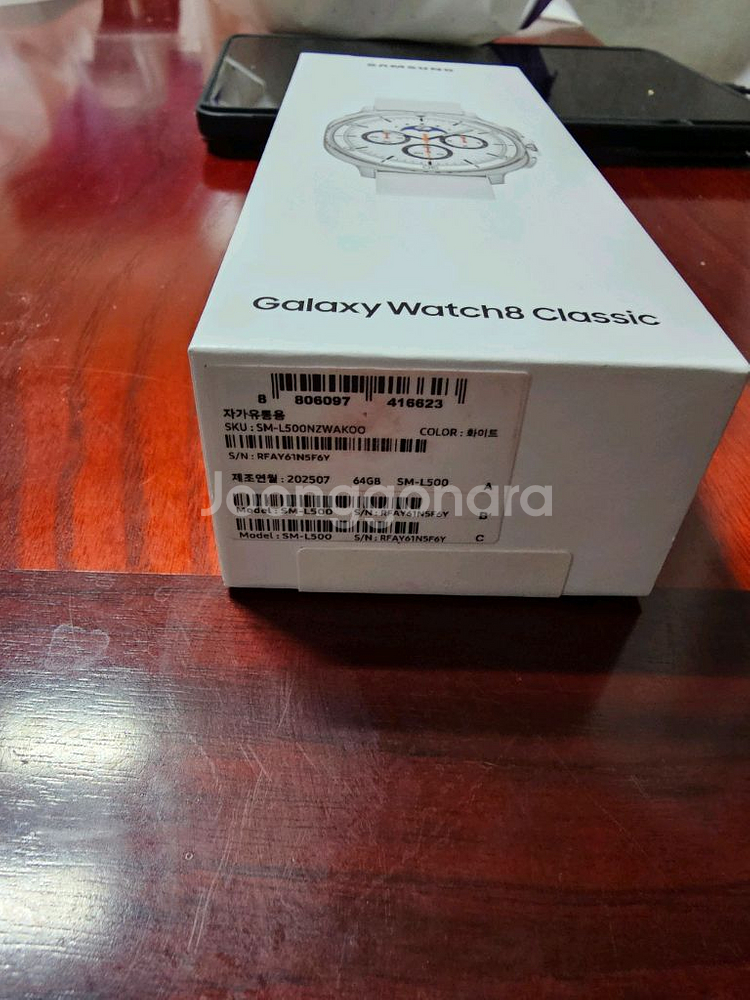 SAMSUNG
Galaxy Watch8 Classic
8 806097 416623
자가유통용
SKU : SM-L500NZWAKOO COLOR : 화이트
S/N : RFAY61N5F6Y
제조연월 : 202507 64GB SM-L500 A
Joonggonara
Model : SM-L500 S/N : RFAY61N5F6Y B
Model : SM-L500 S/N : RFAY61N5F6Y C